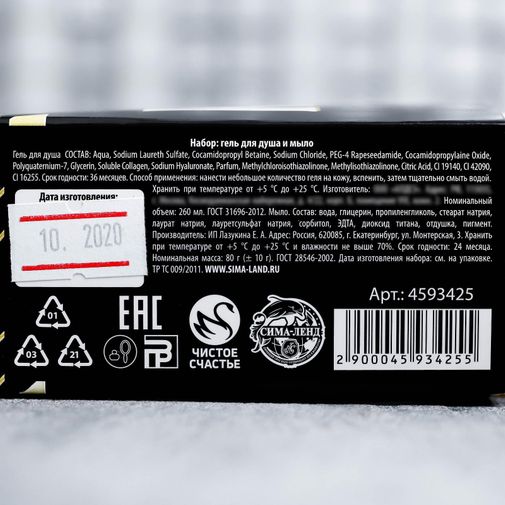 Набор: гель для душа и мыло
Гель для душа СОСТАВ: Aqua, Sodium Laureth Sulfate, Cocamidopropyl Betaine, Sodium Chloride, PEG-4 Rapeseedamide, Cocamidopropylaine Oxide,
Polyquaternium-7, Glycerin, Soluble Collagen, Sodium Hyaluronate, Parfum, Methylchloroisothiazolinone, Methylisothiazolinone, Citric Acid, CI 19140, CI 42090,
CI 16255. Срок годности: 36 месяцев. Способ применения: нанести небольшое количество геля на кожу, вспенить, затем тщательно смыть водой.
Хранить при температуре от +5 °C до +25 °C. Изготовитель:
Номинальный
объем: 260 мл. ГОСТ 31696-2012. Мыло. Состав: вода, глицерин, пропиленгликоль, стеарат натрия,
лаурат натрия, лауретсульфат натрия, сорбитол, ЭДТА, диоксид титана, отдушка, пигмент.
Производитель: ИП Лазукина Е. А. Адрес: Россия, 620085, г. Екатеринбург, ул. Монтерская, 3. Хранить
при температуре от +5 °C до +25 °C и влажности не выше 70%. Срок годности: 24 месяца.
Номинальная масса: 80 г (± 10 г). ГОСТ 28546-2002. Дата изготовления набора: см. на упаковке.
ТР ТС 009/2011. WWW.SIMA-LAND.RU
Дата изготовления:
10. 2020
Арт.: 4593425
01
03
21
EAC
ПР
ЧИСТОЕ
СЧАСТЬЕ
СИМА-ЛЕНД
2 900045 934255